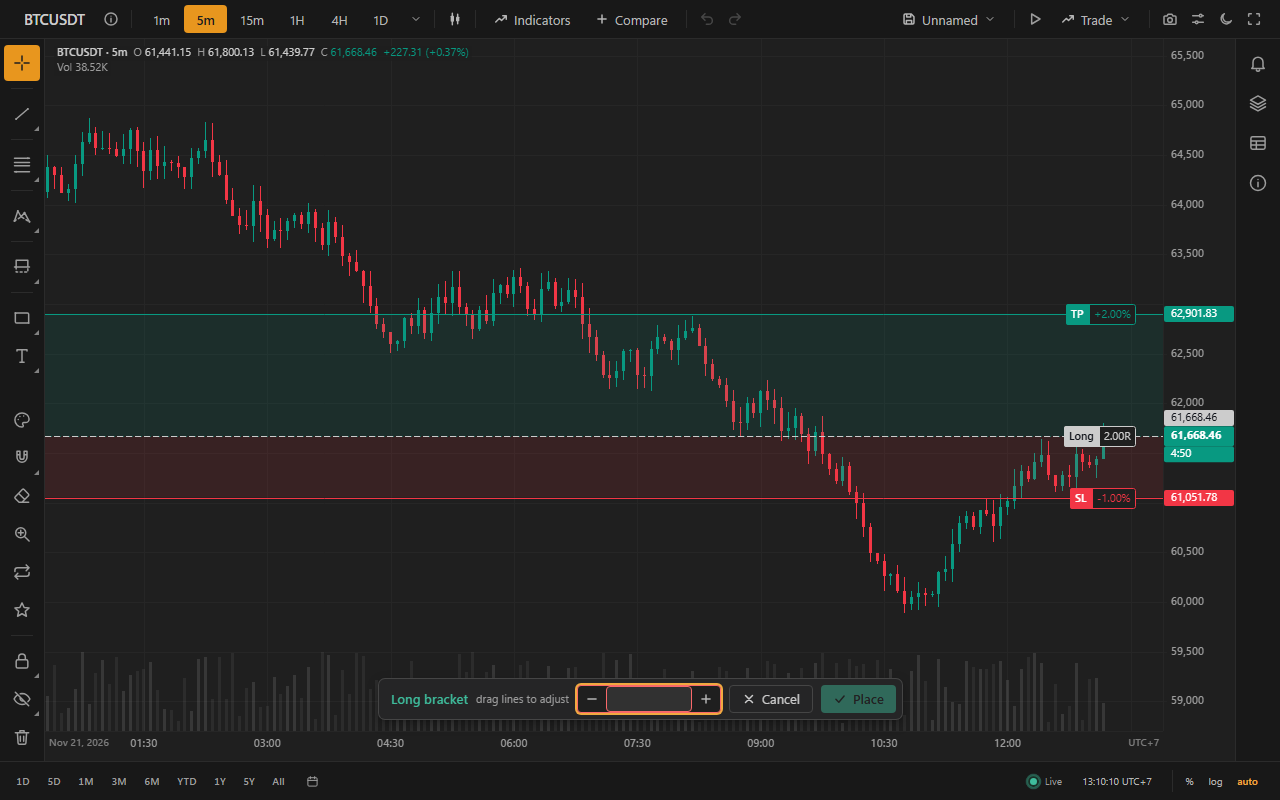 BTCUSDT 1m 5m 15m 1H 4H 1D Indicators Compare Unnamed Trade
BTCUSDT · 5m O 61,441.15 H 61,800.13 L 61,439.77 C 61,668.46 +227.31 (+0.37%)
Vol 38.52K
65,500
65,000
64,500
64,000
63,500
TP +2.00% 62,901.83
62,500
62,000
61,668.46
Long 2.00R 61,668.46
4:50
SL -1.00% 61,051.78
60,500
60,000
59,500
59,000
Long bracket drag lines to adjust − + Cancel Place
Nov 21, 2026 01:30 03:00 04:30 06:00 07:30 09:00 10:30 12:00 UTC+7
1D 5D 1M 3M 6M YTD 1Y 5Y All Live 13:10:10 UTC+7 % log auto